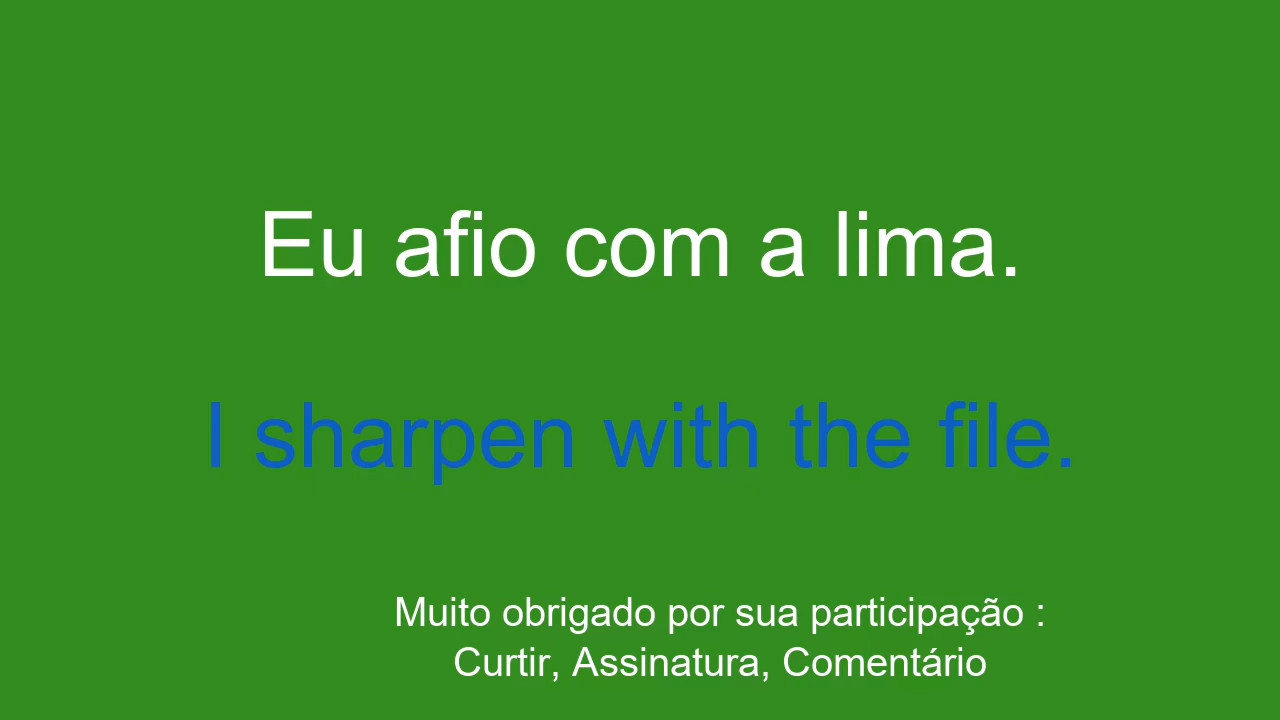 Eu afio com a lima.
I sharpen with the file.
Muito obrigado por sua participação :
Curtir, Assinatura, Comentário